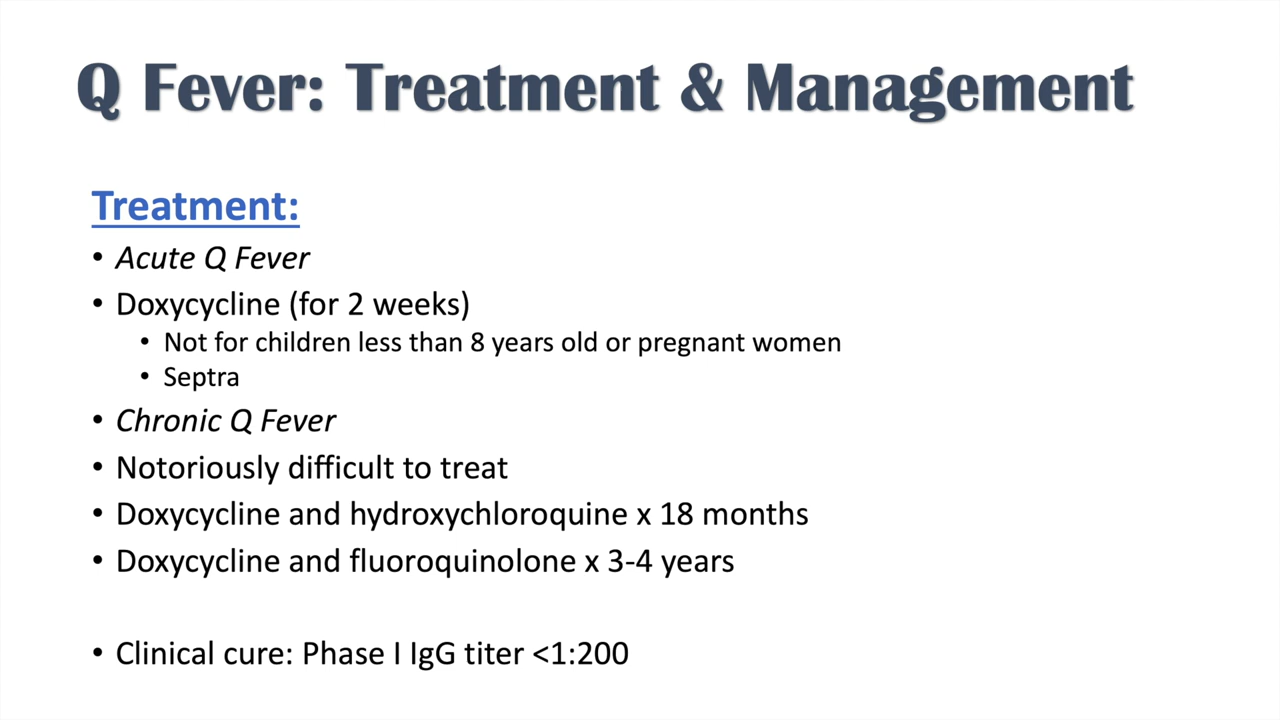 Q Fever: Treatment & Management
Treatment:
• Acute Q Fever
• Doxycycline (for 2 weeks)
• Not for children less than 8 years old or pregnant women
• Septra
• Chronic Q Fever
• Notoriously difficult to treat
• Doxycycline and hydroxychloroquine x 18 months
• Doxycycline and fluoroquinolone x 3-4 years
• Clinical cure: Phase I IgG titer <1:200